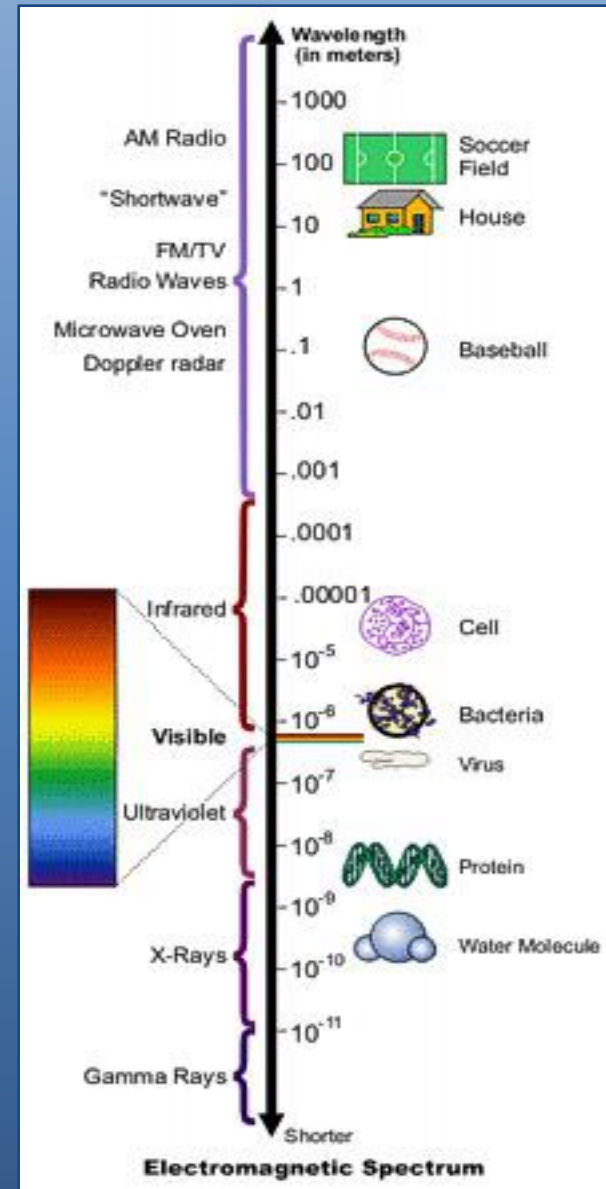 Wavelength
(in meters)
1000
AM Radio
Soccer
Field
100
"Shortwave"
House
10
FM/TV
Radio Waves
1
Microwave Oven
.1
Baseball
Doppler radar
.01
.001
.0001
.00001
Infrared
Cell
10-5
10-6
Bacteria
Visible
Virus
10-7
Ultraviolet
10-8
Protein
10-9
X-Rays
Water Molecule
10-10
10-11
Gamma Rays
Shorter
Electromagnetic Spectrum